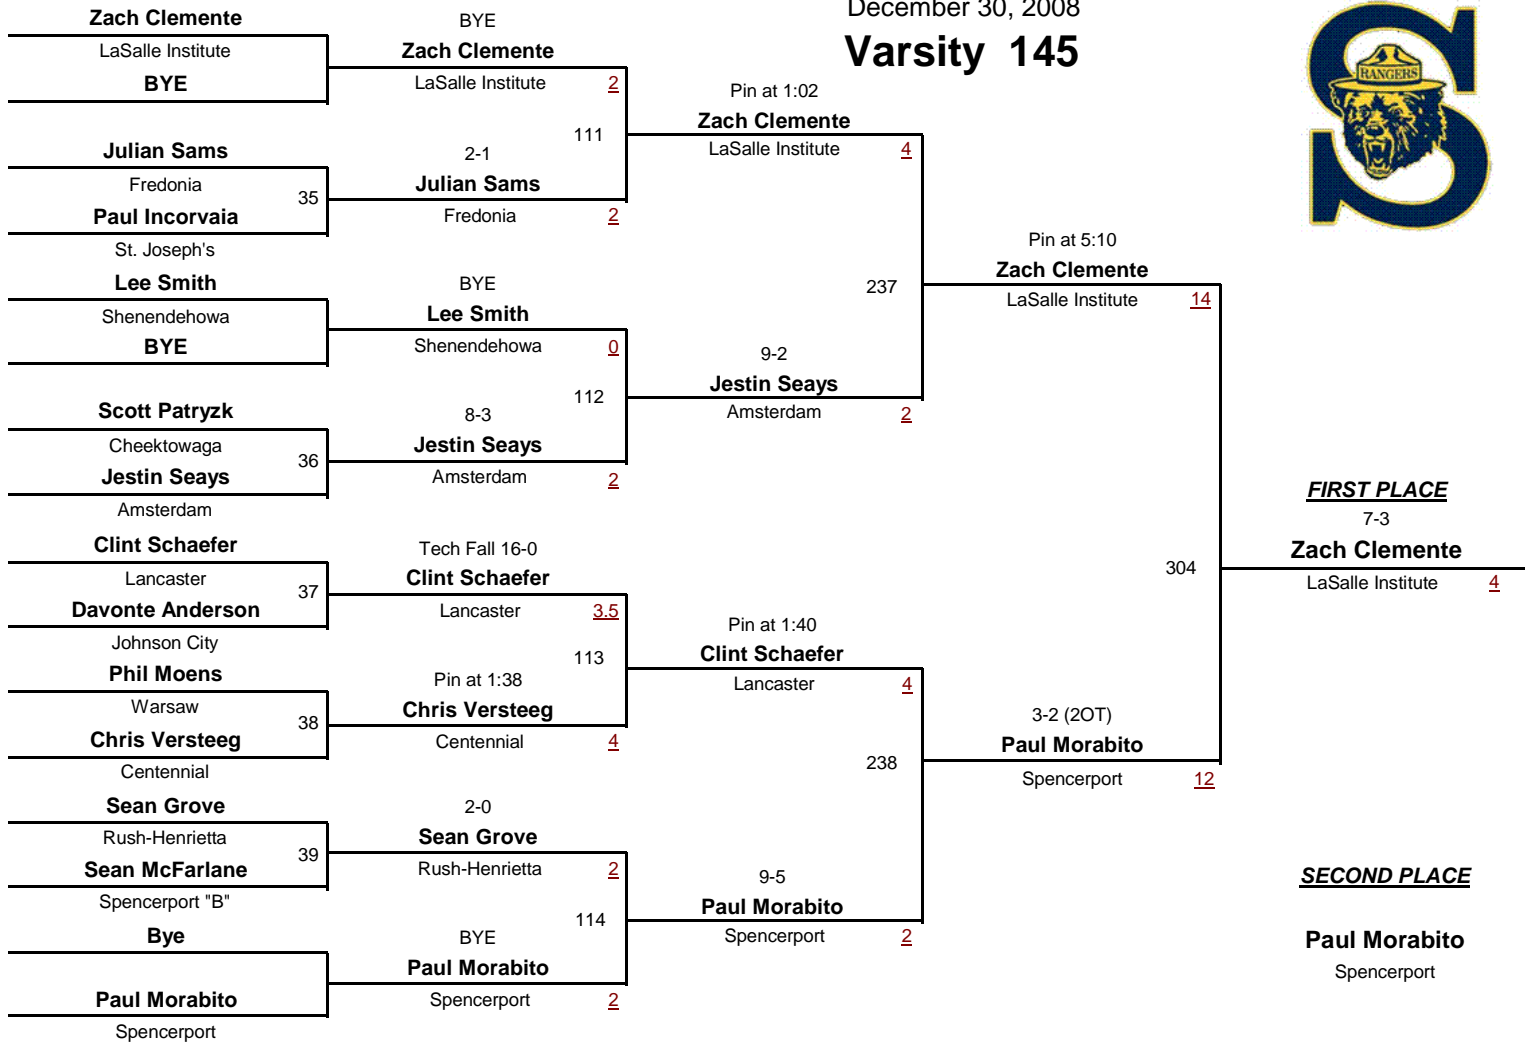 December 30, 2008
Varsity 145
RANGERS
Zach Clemente
LaSalle Institute
BYE
Julian Sams
Fredonia
35
Paul Incorvaia
St. Joseph's
Lee Smith
Shenendehowa
BYE
Scott Patryzk
Cheektowaga
36
Jestin Seays
Amsterdam
Clint Schaefer
Lancaster
37
Davonte Anderson
Johnson City
Phil Moens
Warsaw
38
Chris Versteeg
Centennial
Sean Grove
Rush-Henrietta
39
Sean McFarlane
Spencerport "B"
Bye
Paul Morabito
Spencerport
BYE
Zach Clemente
LaSalle Institute 2
111
2-1
Julian Sams
Fredonia 2
BYE
Lee Smith
Shenendehowa 0
112
8-3
Jestin Seays
Amsterdam 2
Tech Fall 16-0
Clint Schaefer
Lancaster 3.5
113
Pin at 1:38
Chris Versteeg
Centennial 4
2-0
Sean Grove
Rush-Henrietta 2
114
BYE
Paul Morabito
Spencerport 2
Pin at 1:02
Zach Clemente
LaSalle Institute 4
237
9-2
Jestin Seays
Amsterdam 2
Pin at 1:40
Clint Schaefer
Lancaster 4
238
9-5
Paul Morabito
Spencerport 2
Pin at 5:10
Zach Clemente
LaSalle Institute 14
304
3-2 (2OT)
Paul Morabito
Spencerport 12
FIRST PLACE
7-3
Zach Clemente
LaSalle Institute 4
SECOND PLACE
Paul Morabito
Spencerport